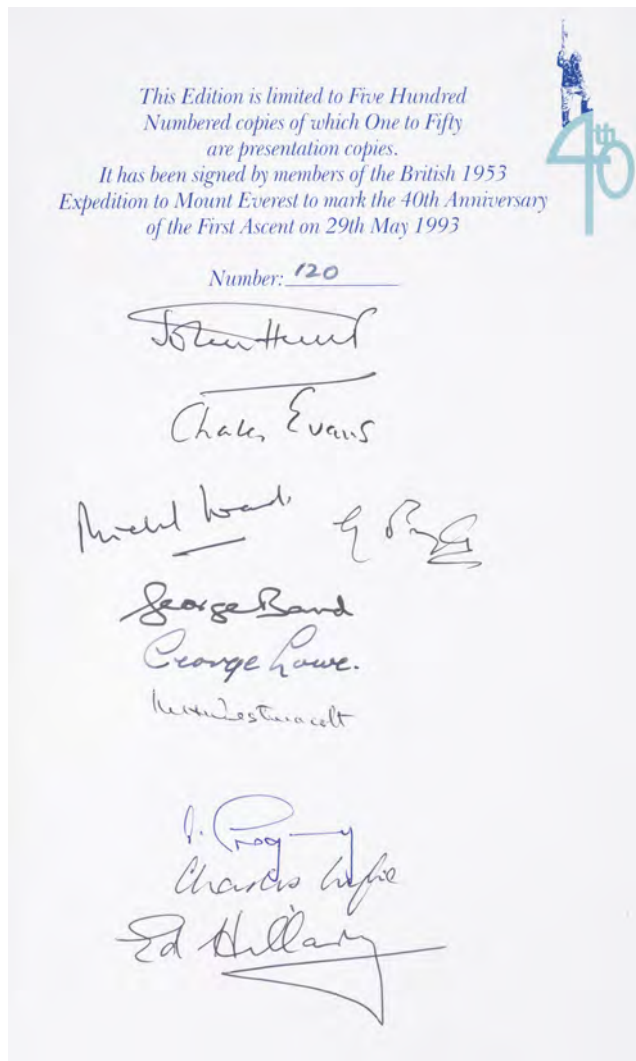 This Edition is limited to Five Hundred
Numbered copies of which One to Fifty
are presentation copies.
It has been signed by members of the British 1953
Expedition to Mount Everest to mark the 40th Anniversary
of the First Ascent on 29th May 1993
40th
Number: 120
John Hunt
Charles Evans
Michael Ward
George Band
George Lowe.
Westmacott
Charles Wylie
Ed Hillary